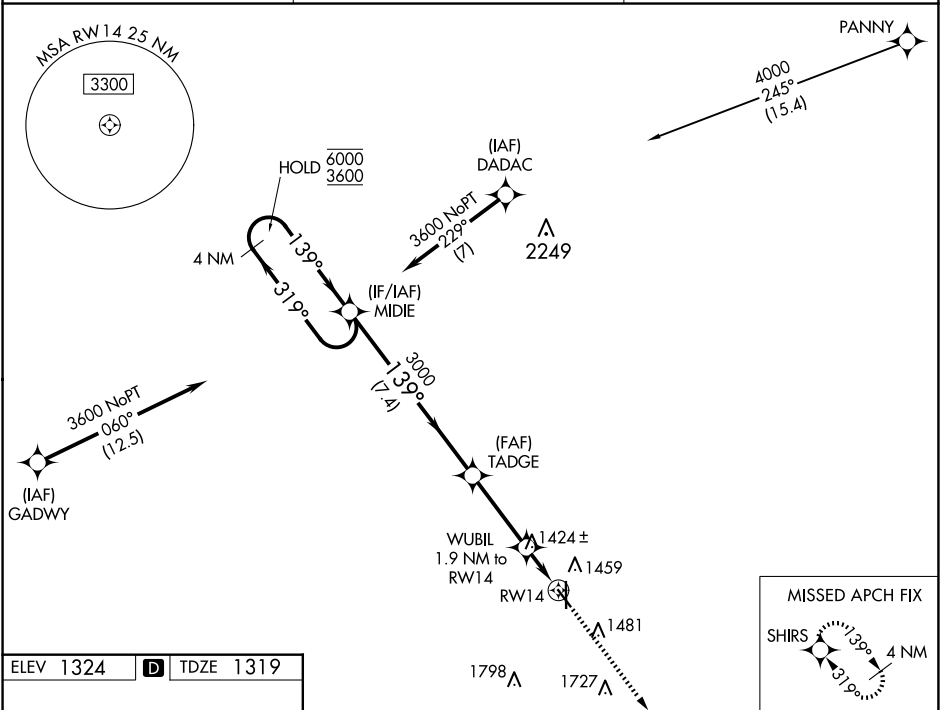 MSA RW14 25 NM
3300
PANNY
4000
245°
(15.4)
(IAF)
DADAC
HOLD 6000
3600
3600 NoPT
229°
(7)
2249
4 NM
139°
319°
(IF/IAF)
MIDIE
3000
139°
(7.4)
3600 NoPT
060°
(12.5)
(IAF)
GADWY
(FAF)
TADGE
WUBIL
1.9 NM to
RW14
1424 ±
1459
RW14
1481
1798
1727
MISSED APCH FIX
SHIRS
139°
4 NM
319°
ELEV 1324 D TDZE 1319